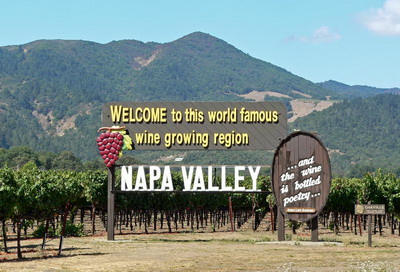 WELCOME to this world famous
wine growing region
NAPA VALLEY
...and
the wine
is bottled
poetry...